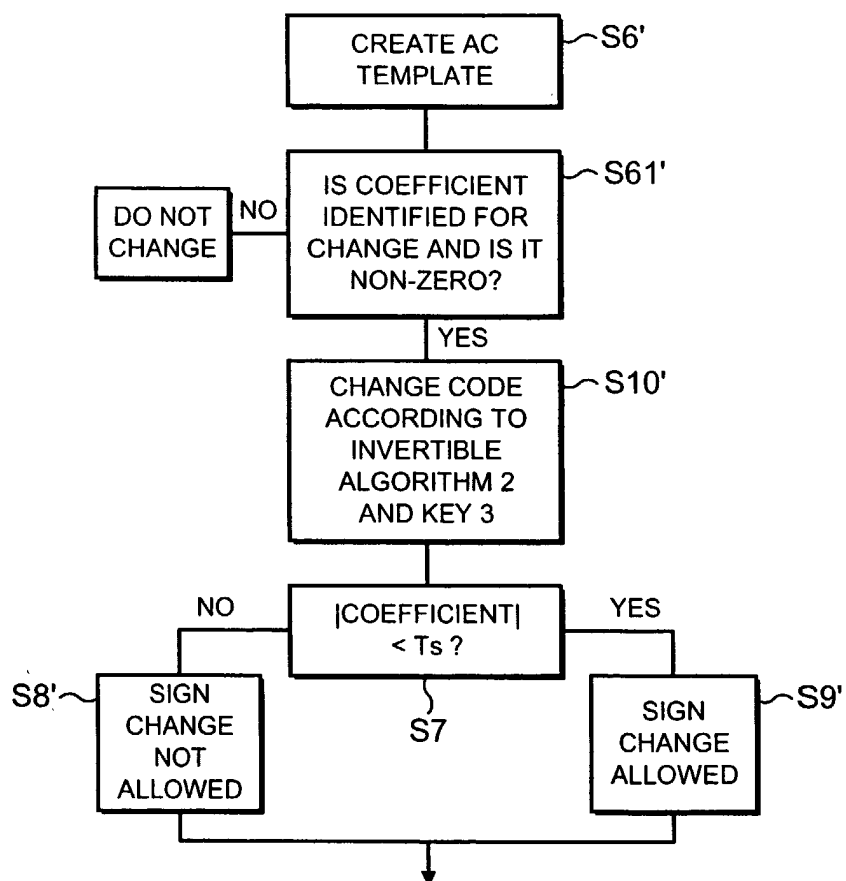 CREATE AC
TEMPLATE
S6'
IS COEFFICIENT
IDENTIFIED FOR
CHANGE AND IS IT
NON-ZERO?
S61'
NO
DO NOT
CHANGE
YES
CHANGE CODE
ACCORDING TO
INVERTIBLE
ALGORITHM 2
AND KEY 3
S10'
|COEFFICIENT|
< Ts ?
S7
NO
YES
S8'
SIGN
CHANGE
NOT
ALLOWED
SIGN
CHANGE
ALLOWED
S9'